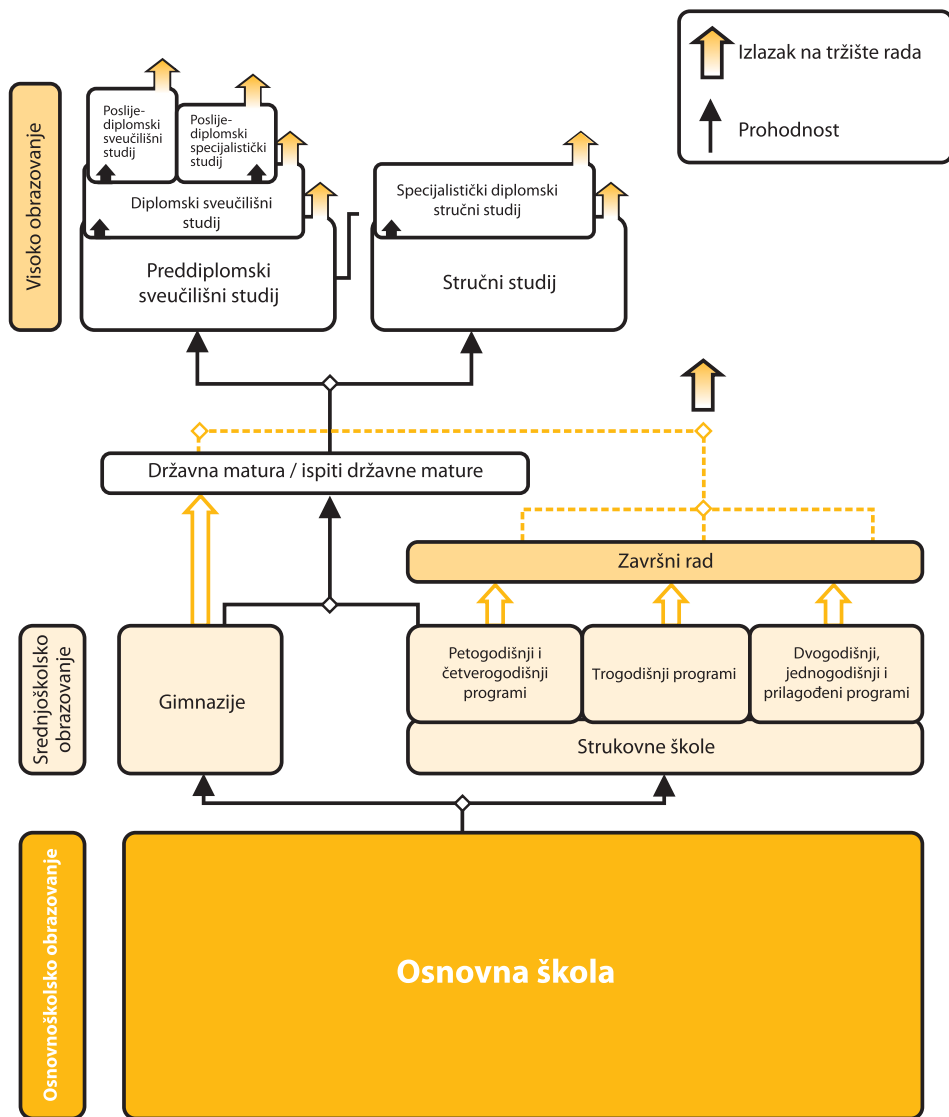 Izlazak na tržište rada
Prohodnost
Visoko obrazovanje
Poslije-
diplomski
sveučilišni
studij
Poslije-
diplomski
specijalistički
studij
Diplomski sveučilišni
studij
Preddiplomski
sveučilišni studij
Specijalistički diplomski
stručni studij
Stručni studij
Državna matura / ispiti državne mature
Završni rad
Srednjoškolsko
obrazovanje
Gimnazije
Petogodišnji i
četverogodišnji
programi
Trogodišnji programi
Dvogodišnji,
jednogodišnji i
prilagođeni programi
Strukovne škole
Osnovnoškolsko obrazovanje
Osnovna škola